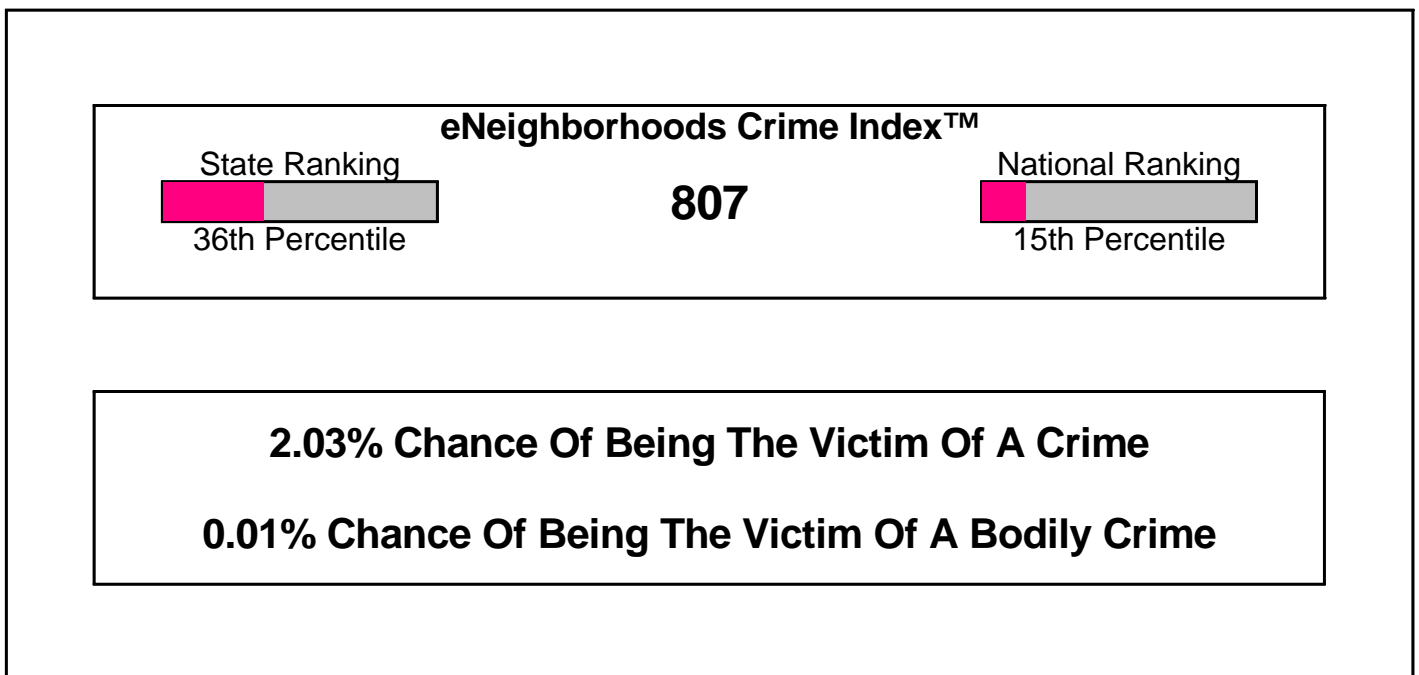 eNeighborhoods Crime Index™
State Ranking
807
National Ranking
36th Percentile
15th Percentile
2.03% Chance Of Being The Victim Of A Crime
0.01% Chance Of Being The Victim Of A Bodily Crime